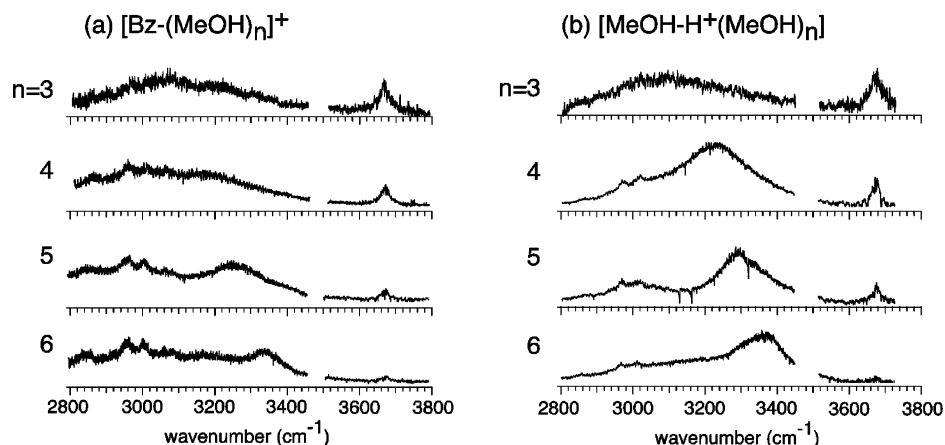 (a) [Bz-(MeOH)n]+
(b) [MeOH-H+(MeOH)n]
n=3
4
5
6
2800 3000 3200 3400 3600 3800
wavenumber (cm-1)
n=3
4
5
6
2800 3000 3200 3400 3600 3800
wavenumber (cm-1)